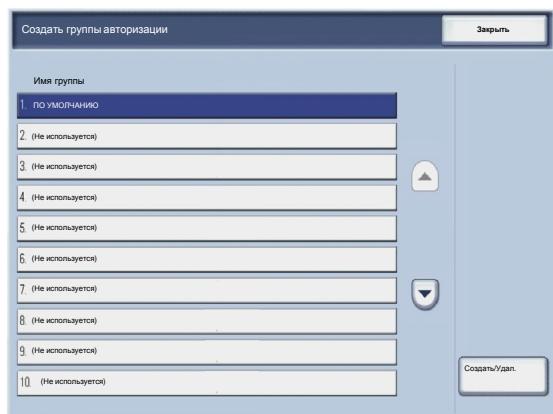 Создать группы авторизации
Закрыть
Имя группы
1. ПО УМОЛЧАНИЮ
2. (Не используется)
3. (Не используется)
4. (Не используется)
5. (Не используется)
6. (Не используется)
7. (Не используется)
8. (Не используется)
9. (Не используется)
10. (Не используется)
Создать/Удал.